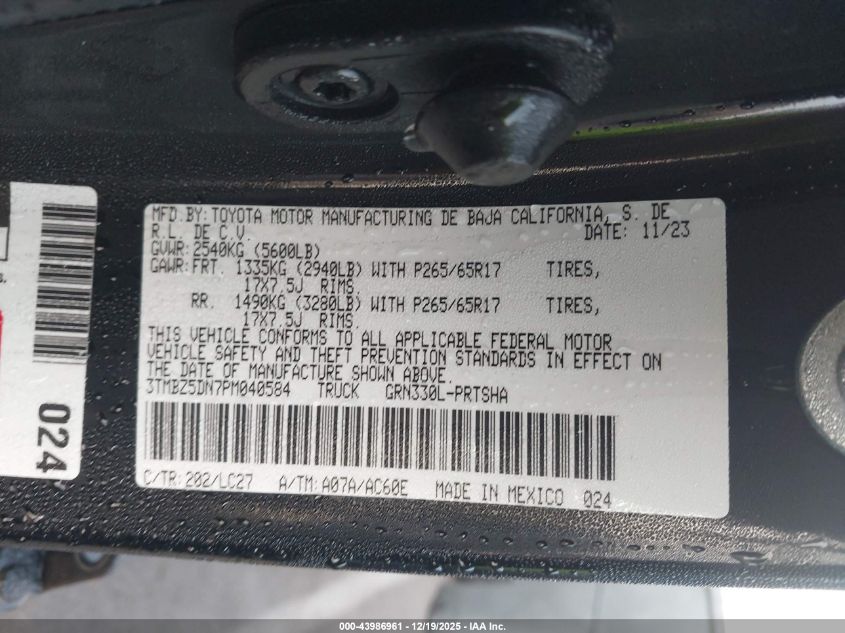 MFD.BY: TOYOTA MOTOR MANUFACTURING DE BAJA CALIFORNIA, S. DE
R.L. DE C.V. DATE: 11/23
GVWR: 2540KG (5600LB)
GAWR: FRT. 1335KG (2940LB) WITH P265/65R17 TIRES,
17X7.5J RIMS.
RR. 1490KG (3280LB) WITH P265/65R17 TIRES,
17X7.5J RIMS.
THIS VEHICLE CONFORMS TO ALL APPLICABLE FEDERAL MOTOR
VEHICLE SAFETY AND THEFT PREVENTION STANDARDS IN EFFECT ON
THE DATE OF MANUFACTURE SHOWN ABOVE.
3TMBZ5DN7PM040584 TRUCK GRN330L-PRTSHA
C/TR: 202/LC27 A/TM: A07A/AC60E MADE IN MEXICO 024
024
000-43986961 - 12/19/2025 - IAA Inc.